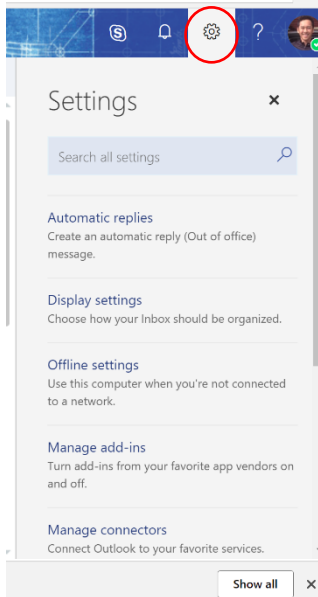 ?
Settings
Search all settings
Automatic replies
Create an automatic reply (Out of office)
message.
Display settings
Choose how your Inbox should be organized.
Offline settings
Use this computer when you're not connected
to a network.
Manage add-ins
Turn add-ins from your favorite app vendors on
and off.
Manage connectors
Connect Outlook to your favorite services.
Show all